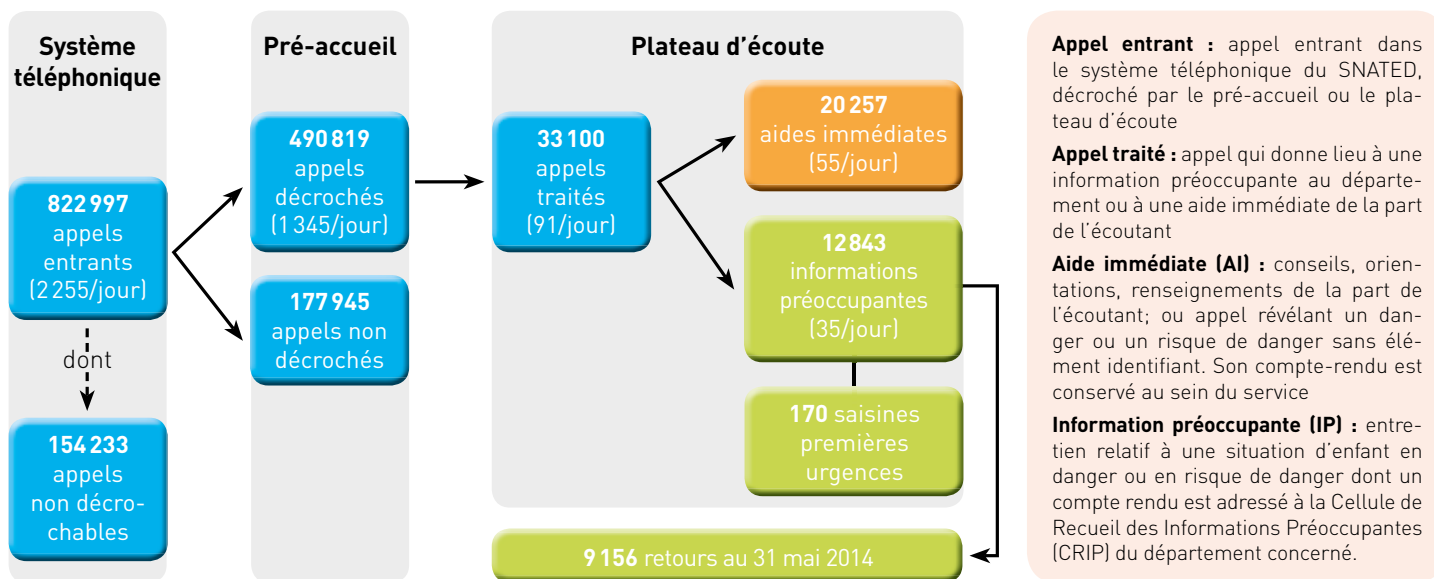 Système
téléphonique
822 997
appels
entrants
(2 255/jour)
dont
154 233
appels
non décro-
chables
Pré-accueil
490 819
appels
décrochés
(1 345/jour)
177 945
appels non
décrochés
Plateau d'écoute
33 100
appels
traités
(91/jour)
20 257
aides immédiates
(55/jour)
12 843
informations
préoccupantes
(35/jour)
170 saisines
premières
urgences
9 156 retours au 31 mai 2014
Appel entrant : appel entrant dans
le système téléphonique du SNATED,
décroché par le pré-accueil ou le pla-
teau d'écoute
Appel traité : appel qui donne lieu à une
information préoccupante au départe-
ment ou à une aide immédiate de la part
de l'écoutant
Aide immédiate (AI) : conseils, orien-
tations, renseignements de la part de
l'écoutant; ou appel révélant un dan-
ger ou un risque de danger sans élé-
ment identifiant. Son compte-rendu est
conservé au sein du service
Information préoccupante (IP) : entre-
tien relatif à une situation d'enfant en
danger ou en risque de danger dont un
compte rendu est adressé à la Cellule de
Recueil des Informations Préoccupantes
(CRIP) du département concerné.